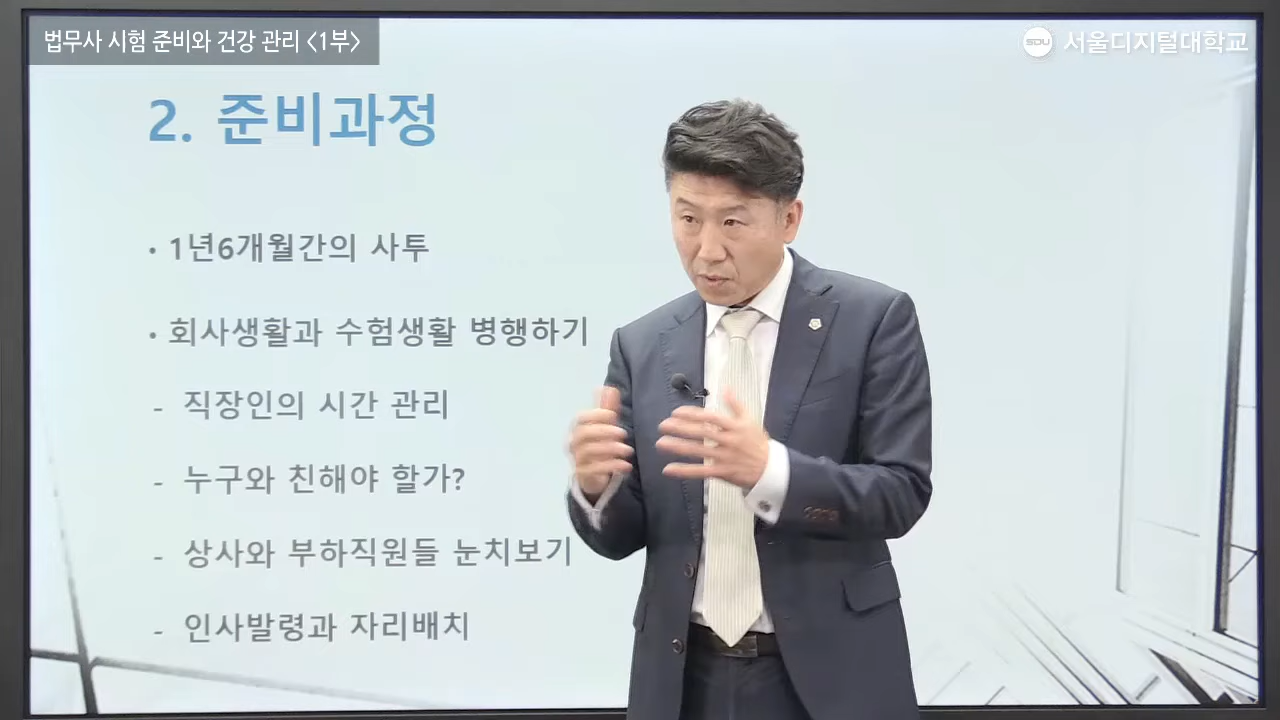 법무사 시험 준비와 건강 관리 <1부>
SDU 서울디지털대학교
2. 준비과정
• 1년6개월간의 사투
• 회사생활과 수험생활 병행하기
- 직장인의 시간 관리
- 누구와 친해야 할가?
- 상사와 부하직원들 눈치보기
- 인사발령과 자리배치